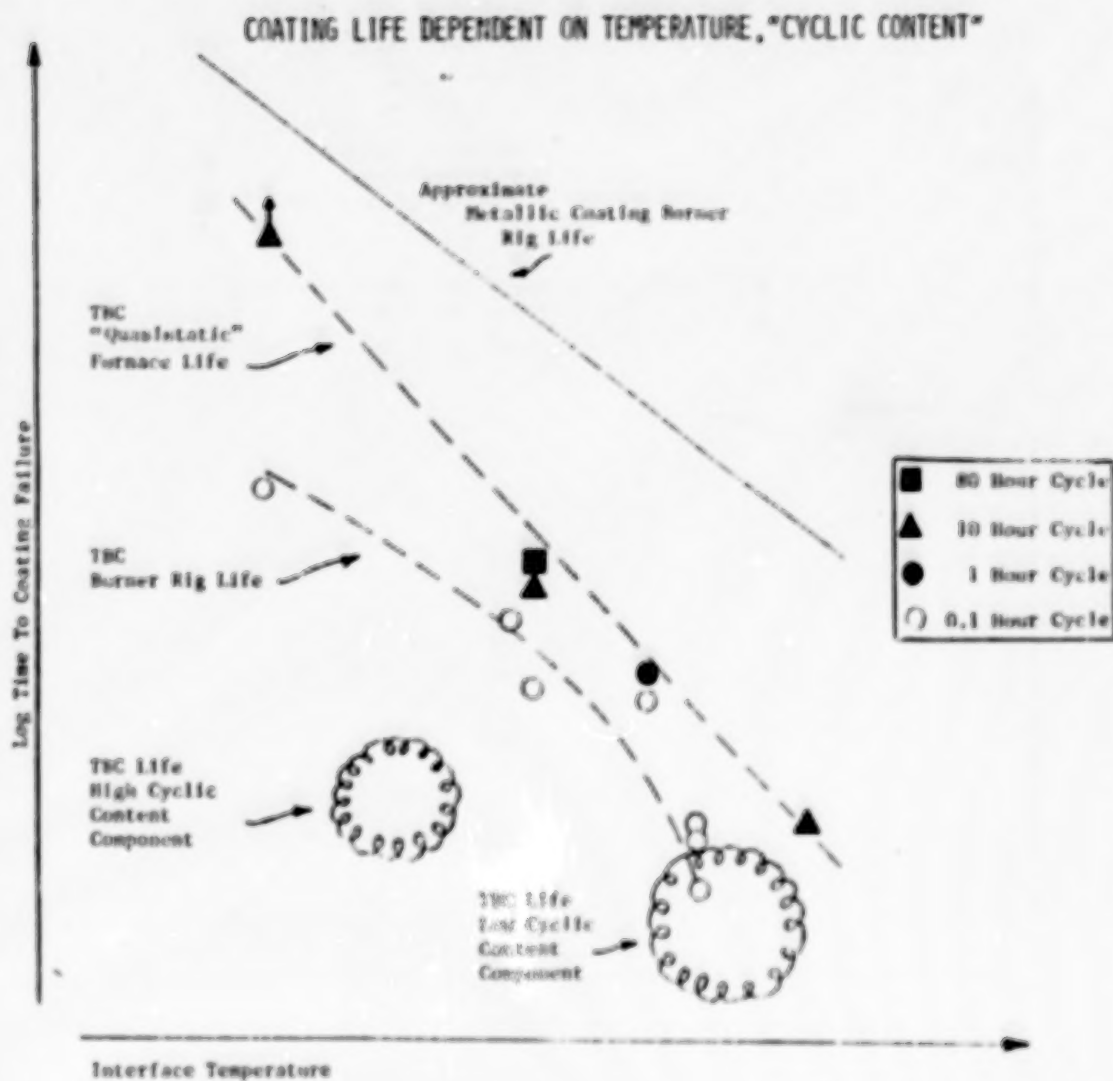 COATING LIFE DEPENDENT ON TEMPERATURE, "CYCLIC CONTENT"
Approximate
Metallic Coating Burner
Rig Life
TBC
"Quasistatic"
Furnace Life
Log Time To Coating Failure
80 Hour Cycle
10 Hour Cycle
1 Hour Cycle
0.1 Hour Cycle
TBC
Burner Rig Life
TBC Life
High Cyclic
Content
Component
TBC Life
Low Cyclic
Content
Component
Interface Temperature